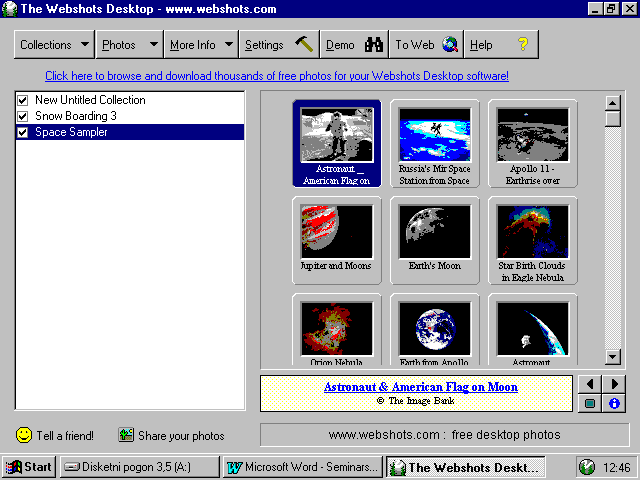 The Webshots Desktop - www.webshots.com
Collections Photos More Info Settings Demo To Web Help
Click here to browse and download thousands of free photos for your Webshots Desktop software!
New Untitled Collection
Snow Boarding 3
Space Sampler
Astronaut _
American Flag on
Russia's Mir Space
Station from Space
Apollo 11 -
Earthrise over
Jupiter and Moons
Earth's Moon
Star Birth Clouds
in Eagle Nebula
Orion Nebula
Earth from Apollo
Astronaut
Astronaut & American Flag on Moon
© The Image Bank
Tell a friend!
Share your photos
www.webshots.com : free desktop photos
Start
Disketni pogon 3,5 (A:)
Microsoft Word - Seminars...
The Webshots Deskt...
12:46